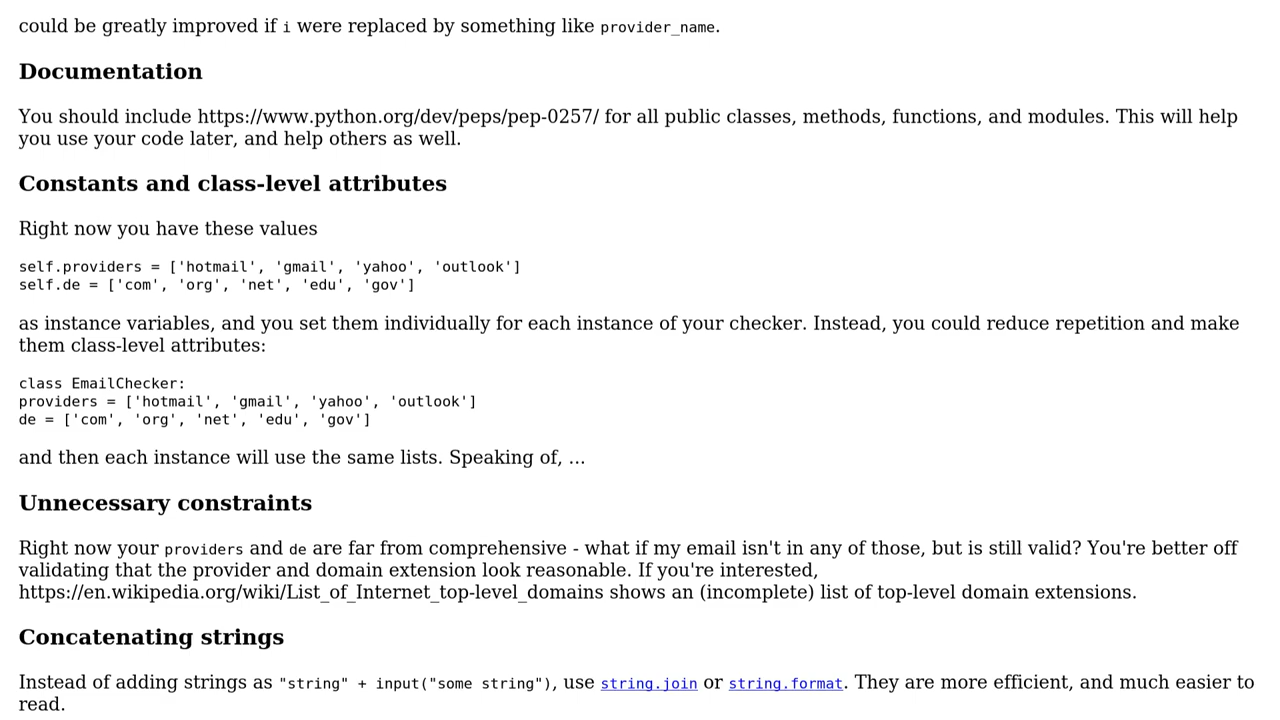 could be greatly improved if i were replaced by something like provider_name.
Documentation
You should include https://www.python.org/dev/peps/pep-0257/ for all public classes, methods, functions, and modules. This will help
you use your code later, and help others as well.
Constants and class-level attributes
Right now you have these values
self.providers = ['hotmail', 'gmail', 'yahoo', 'outlook']
self.de = ['com', 'org', 'net', 'edu', 'gov']
as instance variables, and you set them individually for each instance of your checker. Instead, you could reduce repetition and make
them class-level attributes:
class EmailChecker:
providers = ['hotmail', 'gmail', 'yahoo', 'outlook']
de = ['com', 'org', 'net', 'edu', 'gov']
and then each instance will use the same lists. Speaking of, ...
Unnecessary constraints
Right now your providers and de are far from comprehensive - what if my email isn't in any of those, but is still valid? You're better off
validating that the provider and domain extension look reasonable. If you're interested,
https://en.wikipedia.org/wiki/List_of_Internet_top-level_domains shows an (incomplete) list of top-level domain extensions.
Concatenating strings
Instead of adding strings as "string" + input("some string"), use string.join or string.format. They are more efficient, and much easier to
read.